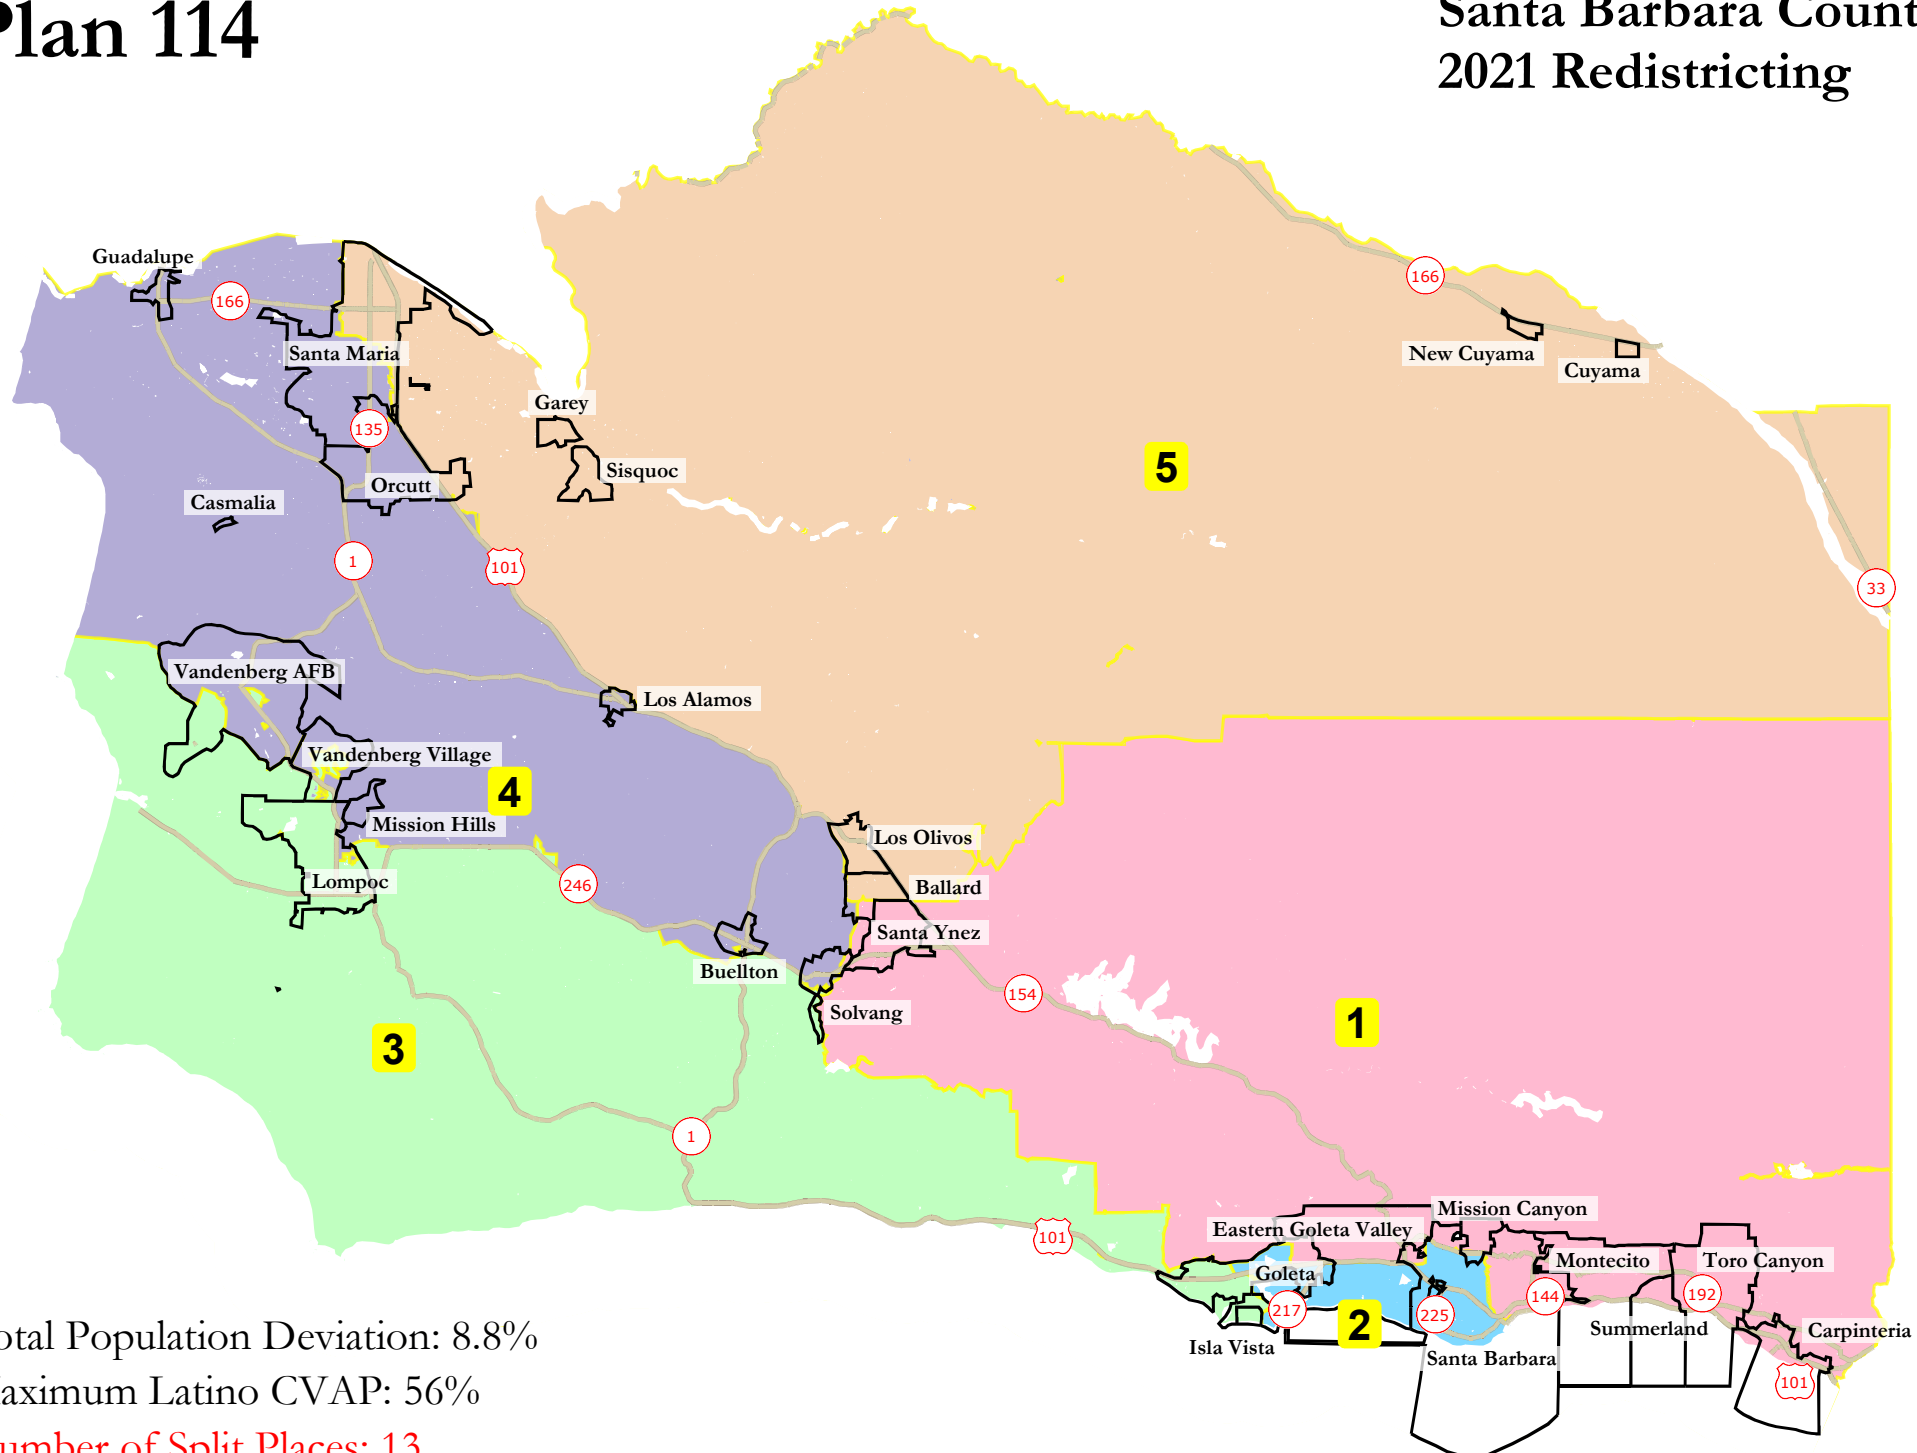 Plan 114
Santa Barbara Count
2021 Redistricting
Guadalupe
166
166
Santa Maria
New Cuyama
Cuyama
Garey
135
5
Sisquoc
Orcutt
Casmalia
1
101
33
Vandenberg AFB
Los Alamos
Vandenberg Village
4
Mission Hills
Los Olivos
Lompoc
246
Ballard
Santa Ynez
Buellton
154
Solvang
1
3
1
Mission Canyon
Eastern Goleta Valley
101
Montecito
Toro Canyon
Goleta
217
225
144
192
2
Summerland
Carpinteria
Isla Vista
Santa Barbara
101
otal Population Deviation: 8.8%
aximum Latino CVAP: 56%
umber of Split Places: 13